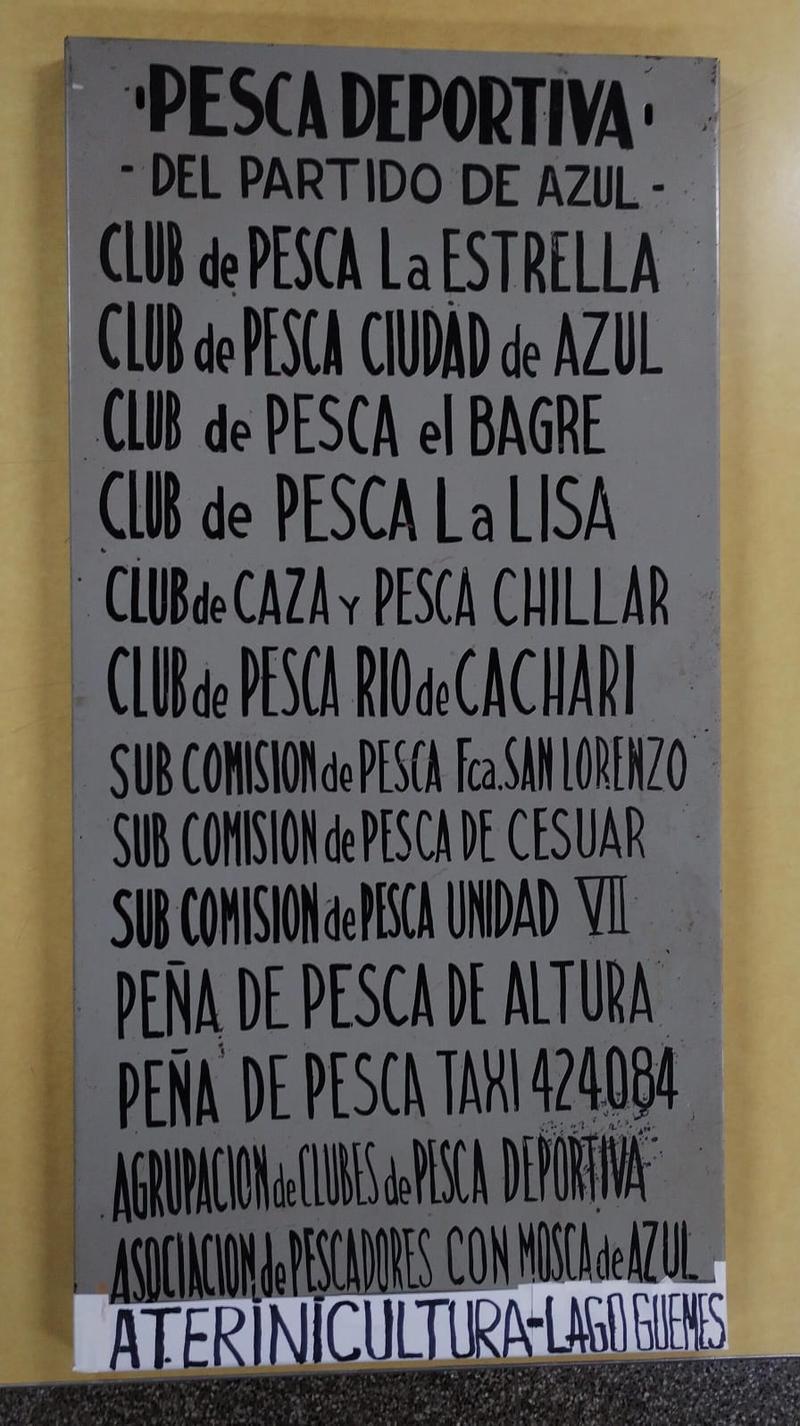 ·PESCA DEPORTIVA·
- DEL PARTIDO DE AZUL -
CLUB de PESCA La ESTRELLA
CLUB de PESCA CIUDAD de AZUL
CLUB de PESCA el BAGRE
CLUB de PESCA La LISA
CLUB de CAZA Y PESCA CHILLAR
CLUB de PESCA RIO de CACHARI
SUB COMISION de PESCA Fca. SAN LORENZO
SUB COMISION de PESCA DE CESUAR
SUB COMISION de PESCA UNIDAD VII
PEÑA DE PESCA DE ALTURA
PEÑA DE PESCA TAXI 424084
AGRUPACION de CLUBES de PESCA DEPORTIVA
ASOCIACION de PESCADORES CON MOSCA de AZUL
ATERINICULTURA-LAGO GUEMES